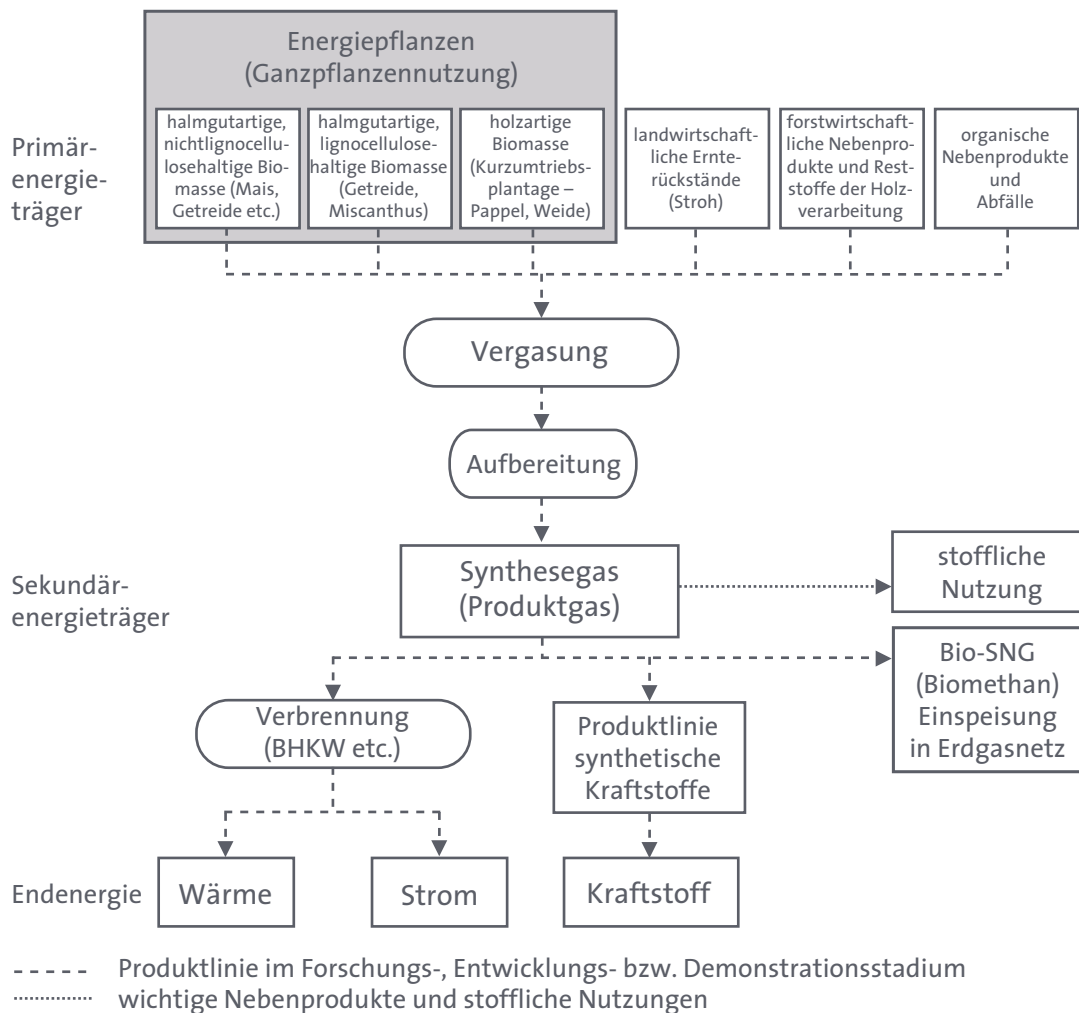 Energiepflanzen
(Ganzpflanzennutzung)
Primär-
energie-
träger
halmgutartige,
nichtlignocellu-
losehaltige Bio-
masse (Mais,
Getreide etc.)
halmgutartige,
lignocellulose-
haltige Biomasse
(Getreide,
Miscanthus)
holzartige
Biomasse
(Kurzumtriebs-
plantage –
Pappel, Weide)
landwirtschaft-
liche Ernte-
rückstände
(Stroh)
forstwirtschaft-
liche Nebenpro-
dukte und Rest-
stoffe der Holz-
verarbeitung
organische
Nebenprodukte
und
Abfälle
Vergasung
Aufbereitung
Sekundär-
energieträger
Synthesegas
(Produktgas)
stoffliche
Nutzung
Bio-SNG
(Biomethan)
Einspeisung
in Erdgasnetz
Verbrennung
(BHKW etc.)
Produktlinie
synthetische
Kraftstoffe
Endenergie
Wärme
Strom
Kraftstoff
Produktlinie im Forschungs-, Entwicklungs- bzw. Demonstrationsstadium
wichtige Nebenprodukte und stoffliche Nutzungen